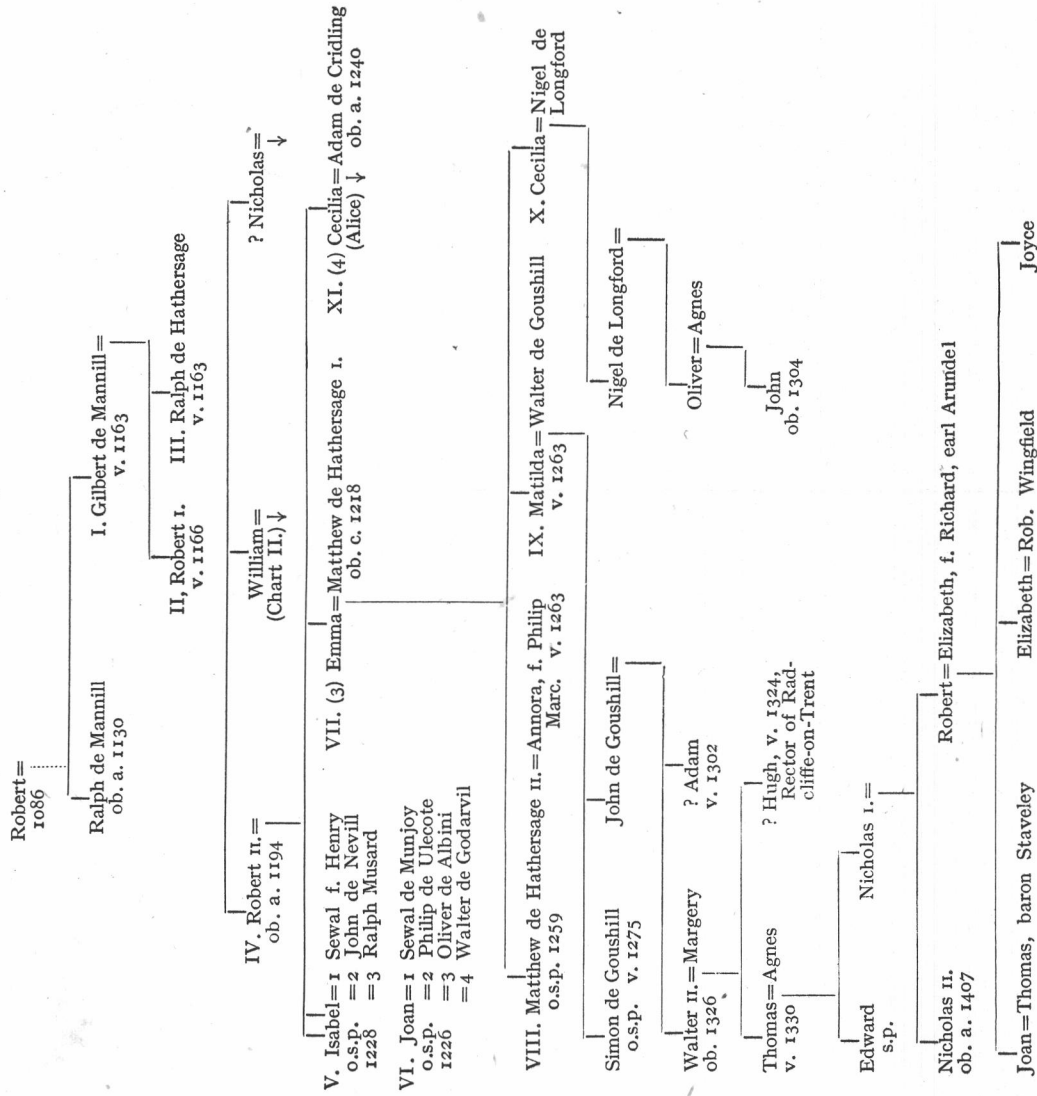 Robert=
1086
Ralph de Mannill
ob. a. 1130
I. Gilbert de Mannill=
v. 1163
II, Robert I.
v. 1166
III. Ralph de Hathersage
v. 1163
IV. Robert II.=
ob. a. 1194
William=
(Chart II.) ↓
? Nicholas=
↓
V. Isabel=1 Sewal f. Henry
o.s.p. =2 John de Nevill
1228 =3 Ralph Musard
VI. Joan=1 Sewal de Munjoy
o.s.p. =2 Philip de Ulecote
1226 =3 Oliver de Albini
=4 Walter de Godarvil
VII. (3) Emma=Matthew de Hathersage I.
ob. c. 1218
XI. (4) Cecilia=Adam de Cridling
(Alice) ↓ ob. a. 1240
VIII. Matthew de Hathersage II.=Annora, f. Philip
o.s.p. 1259 Marc. v. 1263
IX. Matilda=Walter de Goushill
v. 1263
X. Cecilia=Nigel de
Longford
Simon de Goushill
o.s.p. v. 1275
John de Goushill=
Nigel de Longford=
Walter II.=Margery
ob. 1326
? Adam
v. 1302
Oliver=Agnes
Thomas=Agnes
v. 1330
? Hugh, v. 1324,
Rector of Rad-
cliffe-on-Trent
John
ob. 1304
Edward
s.p.
Nicholas I.=
Nicholas II.
ob. a. 1407
Robert=Elizabeth, f. Richard, earl Arundel
Joan=Thomas, baron Staveley
Elizabeth=Rob. Wingfield
Joyce